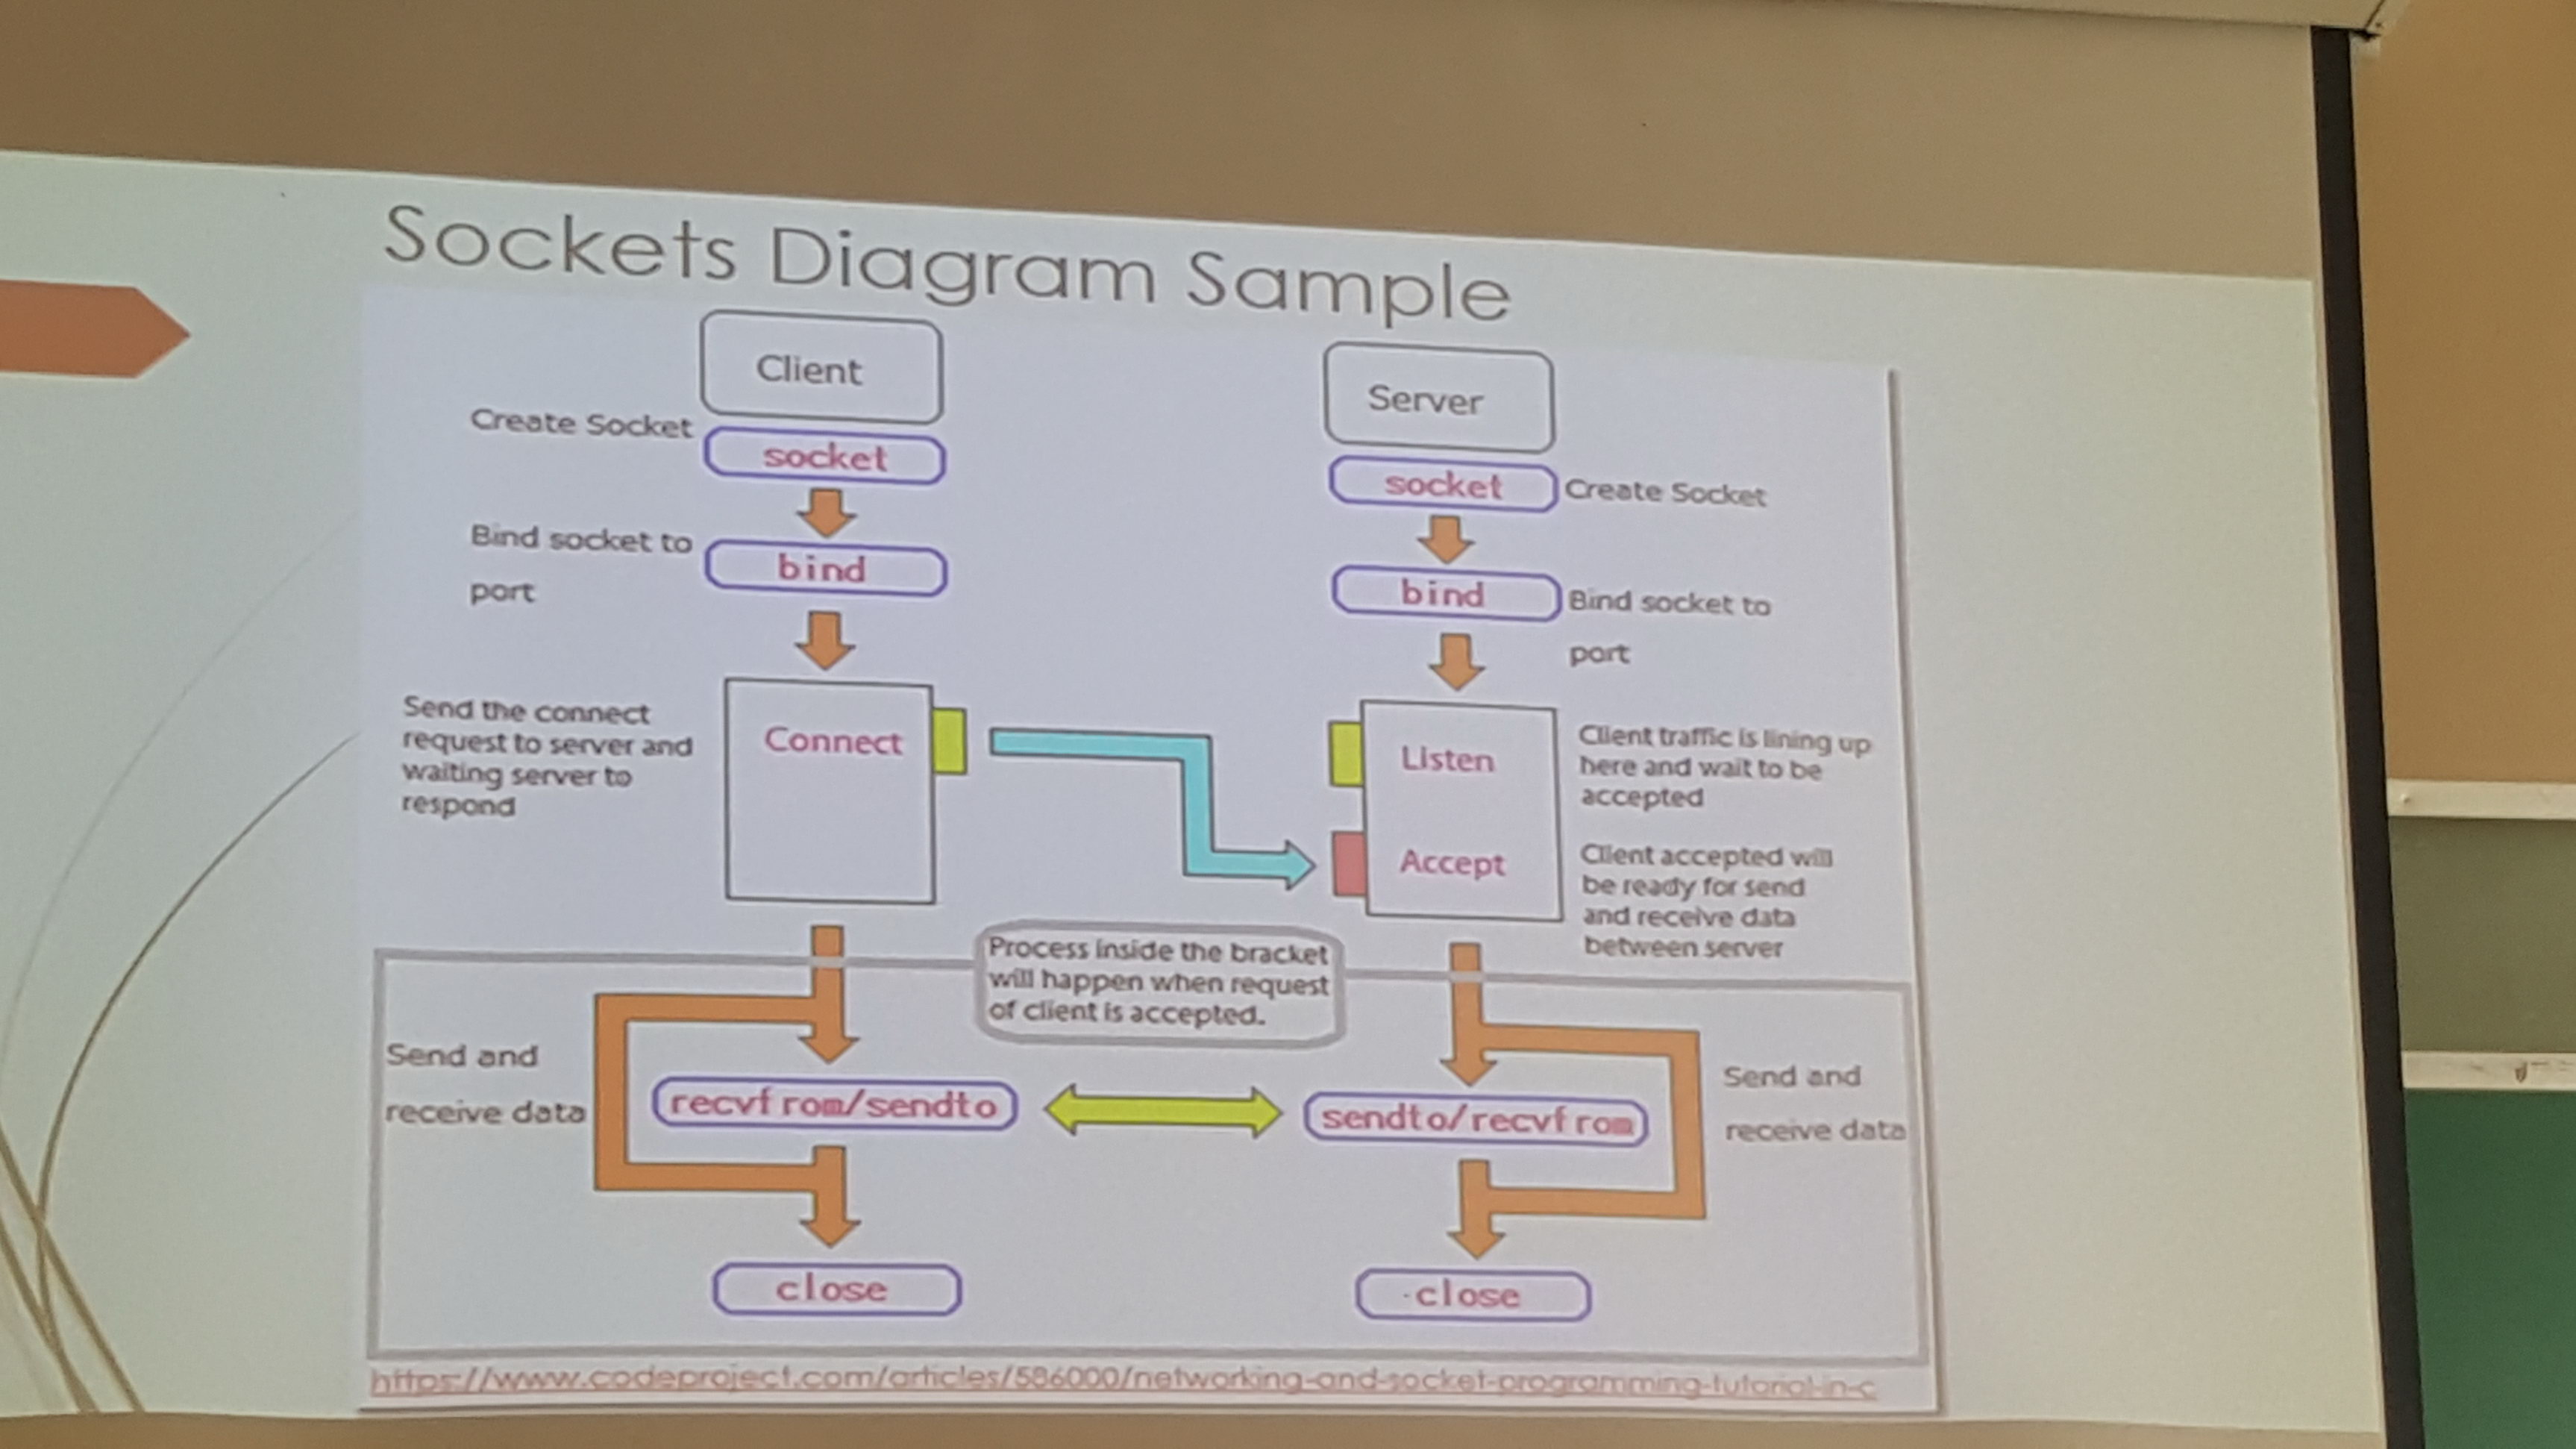 Sockets Diagram Sample
Client
Server
Create Socket
socket
socket
Create Socket
Bind socket to
port
bind
bind
Bind socket to
port
Send the connect
request to server and
waiting server to
respond
Connect
Listen
Accept
Client traffic is lining up
here and wait to be
accepted
Client accepted will
be ready for send
and receive data
between server
Process inside the bracket
will happen when request
of client is accepted.
Send and
receive data
recvfrom/sendto
sendto/recvfrom
Send and
receive data
close
close
https://www.codeproject.com/articles/586000/networking-and-socket-programming-tutorial-in-c